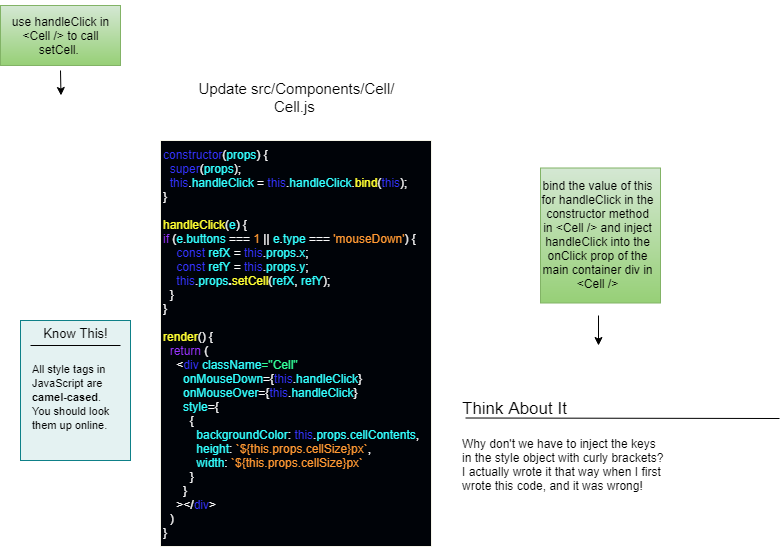 use handleClick in
<Cell /> to call
setCell.
Update src/Components/Cell/
Cell.js
constructor(props) {
super(props);
this.handleClick = this.handleClick.bind(this);
}
handleClick(e) {
if (e.buttons === 1 || e.type === 'mouseDown') {
const refX = this.props.x;
const refY = this.props.y;
this.props.setCell(refX, refY);
}
}
render() {
return (
<div className="Cell"
onMouseDown={this.handleClick}
onMouseOver={this.handleClick}
style={
{
backgroundColor: this.props.cellContents,
height: `${this.props.cellSize}px`,
width: `${this.props.cellSize}px`
}
}
></div>
)
}
bind the value of this
for handleClick in the
constructor method
in <Cell /> and inject
handleClick into the
onClick prop of the
main container div in
<Cell />
Know This!
All style tags in
JavaScript are
camel-cased.
You should look
them up online.
Think About It
Why don't we have to inject the keys
in the style object with curly brackets?
I actually wrote it that way when I first
wrote this code, and it was wrong!